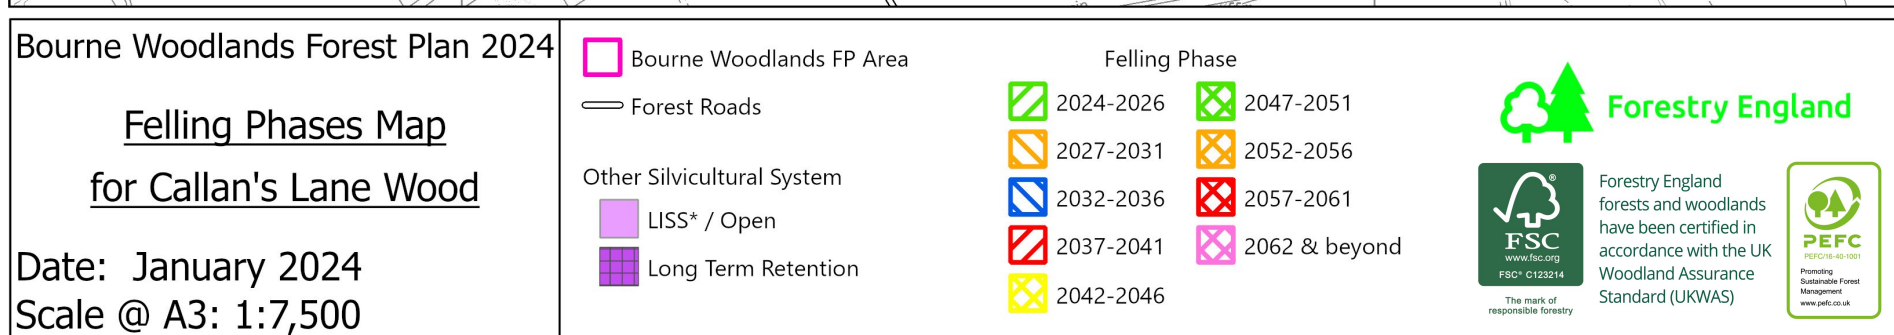 Bourne Woodlands Forest Plan 2024
Felling Phases Map
for Callan's Lane Wood
Date: January 2024
Scale @ A3: 1:7,500
Bourne Woodlands FP Area
Forest Roads
Other Silvicultural System
LISS* / Open
Long Term Retention
Felling Phase
2024-2026
2027-2031
2032-2036
2037-2041
2042-2046
2047-2051
2052-2056
2057-2061
2062 & beyond
Forestry England
®
FSC
www.fsc.org
FSC® C123214
The mark of
responsible forestry
Forestry England
forests and woodlands
have been certified in
accordance with the UK
Woodland Assurance
Standard (UKWAS)
PEFC
PEFC/16-40-1001
Promoting
Sustainable Forest
Management
www.pefc.co.uk